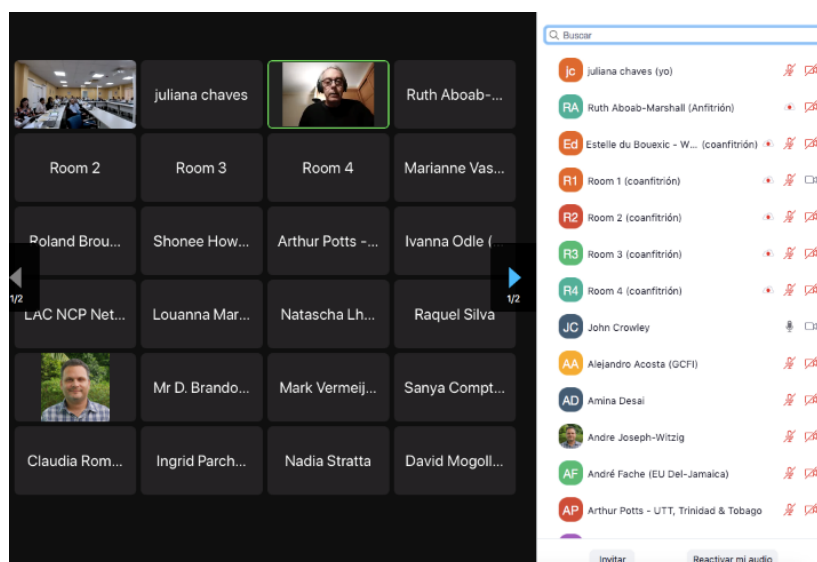 juliana chaves
Ruth Aboab-...
Room 2
Room 3
Room 4
Marianne Vas...
Roland Brou...
Shonee How...
Arthur Potts -...
Ivanna Odle (
1/2
1/2
LAC NCP Net...
Louanna Mar...
Natascha Lh...
Raquel Silva
Mr D. Brando...
Mark Vermeij...
Sanya Compt...
Claudia Rom...
Ingrid Parch...
Nadia Stratta
David Mogoll...
Buscar
jc juliana chaves (yo)
RA Ruth Aboab-Marshall (Anfitrión)
Ed Estelle du Bouexic - W... (coanfitrión)
R1 Room 1 (coanfitrión)
R2 Room 2 (coanfitrión)
R3 Room 3 (coanfitrión)
R4 Room 4 (coanfitrión)
JC John Crowley
AA Alejandro Acosta (GCFI)
AD Amina Desai
Andre Joseph-Witzig
AF André Fache (EU Del-Jamaica)
AP Arthur Potts - UTT, Trinidad & Tobago
Invitar Reactivar mi audio